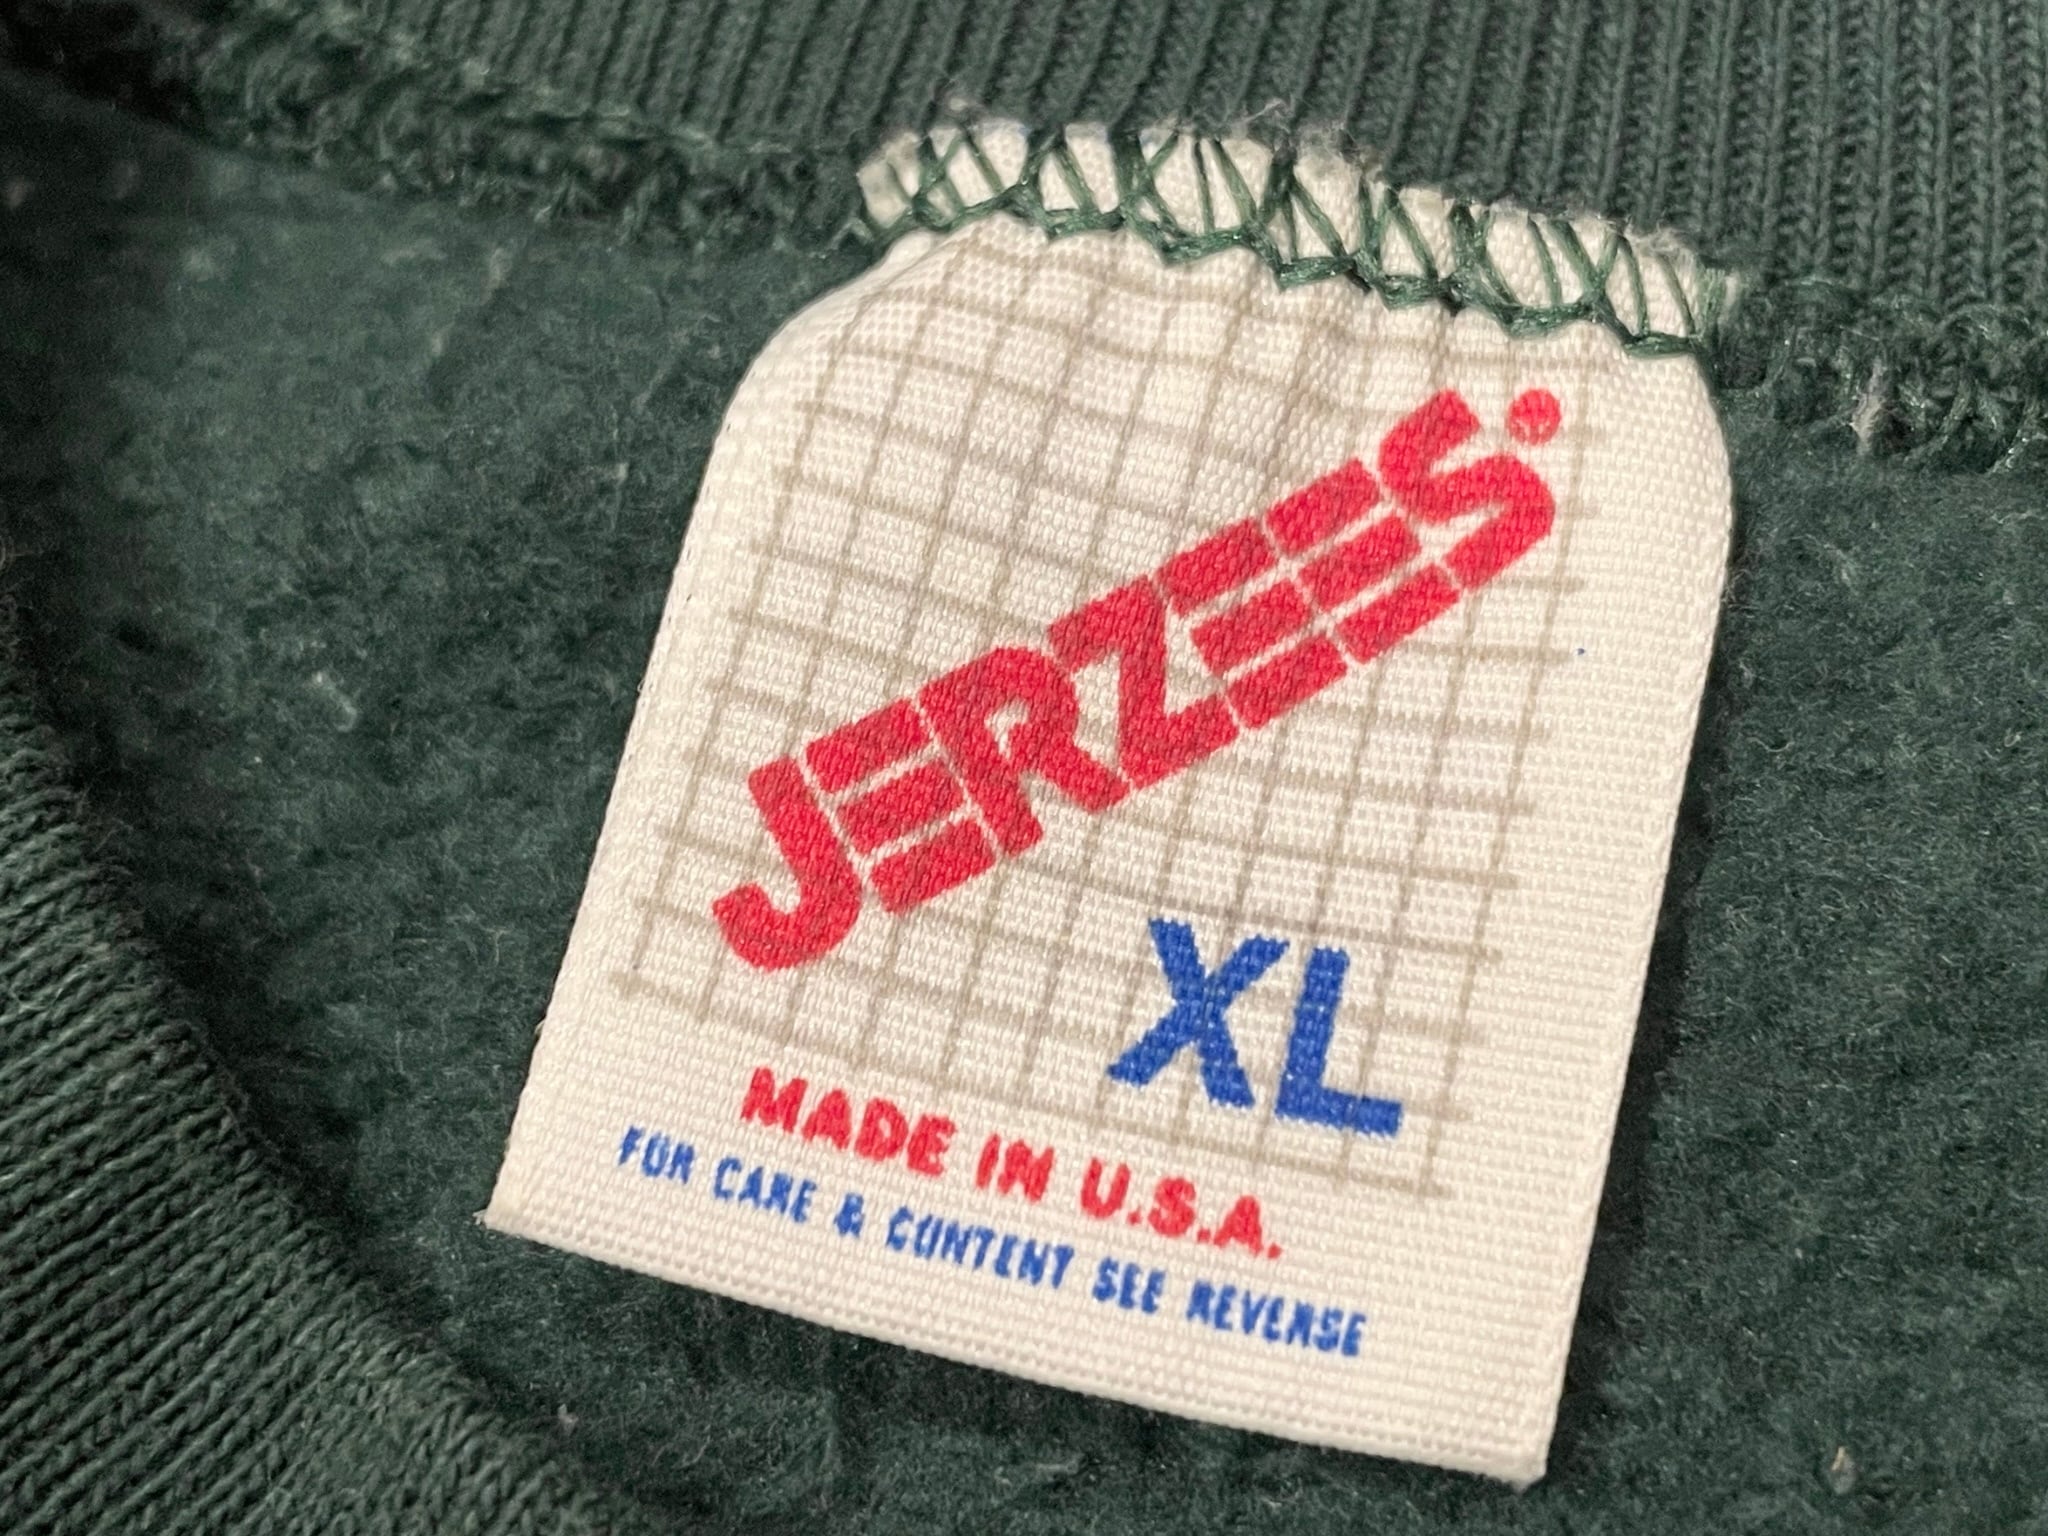 JERZEES
XL
MADE IN U.S.A.
FOR CARE & CONTENT SEE REVERSE